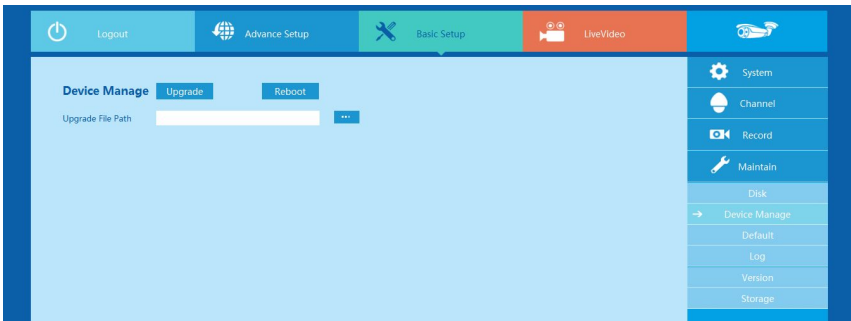 Logout
Advance Setup
Basic Setup
LiveVideo
Device Manage
Upgrade
Reboot
Upgrade File Path
...
System
Channel
Record
Maintain
Disk
Device Manage
Default
Log
Version
Storage